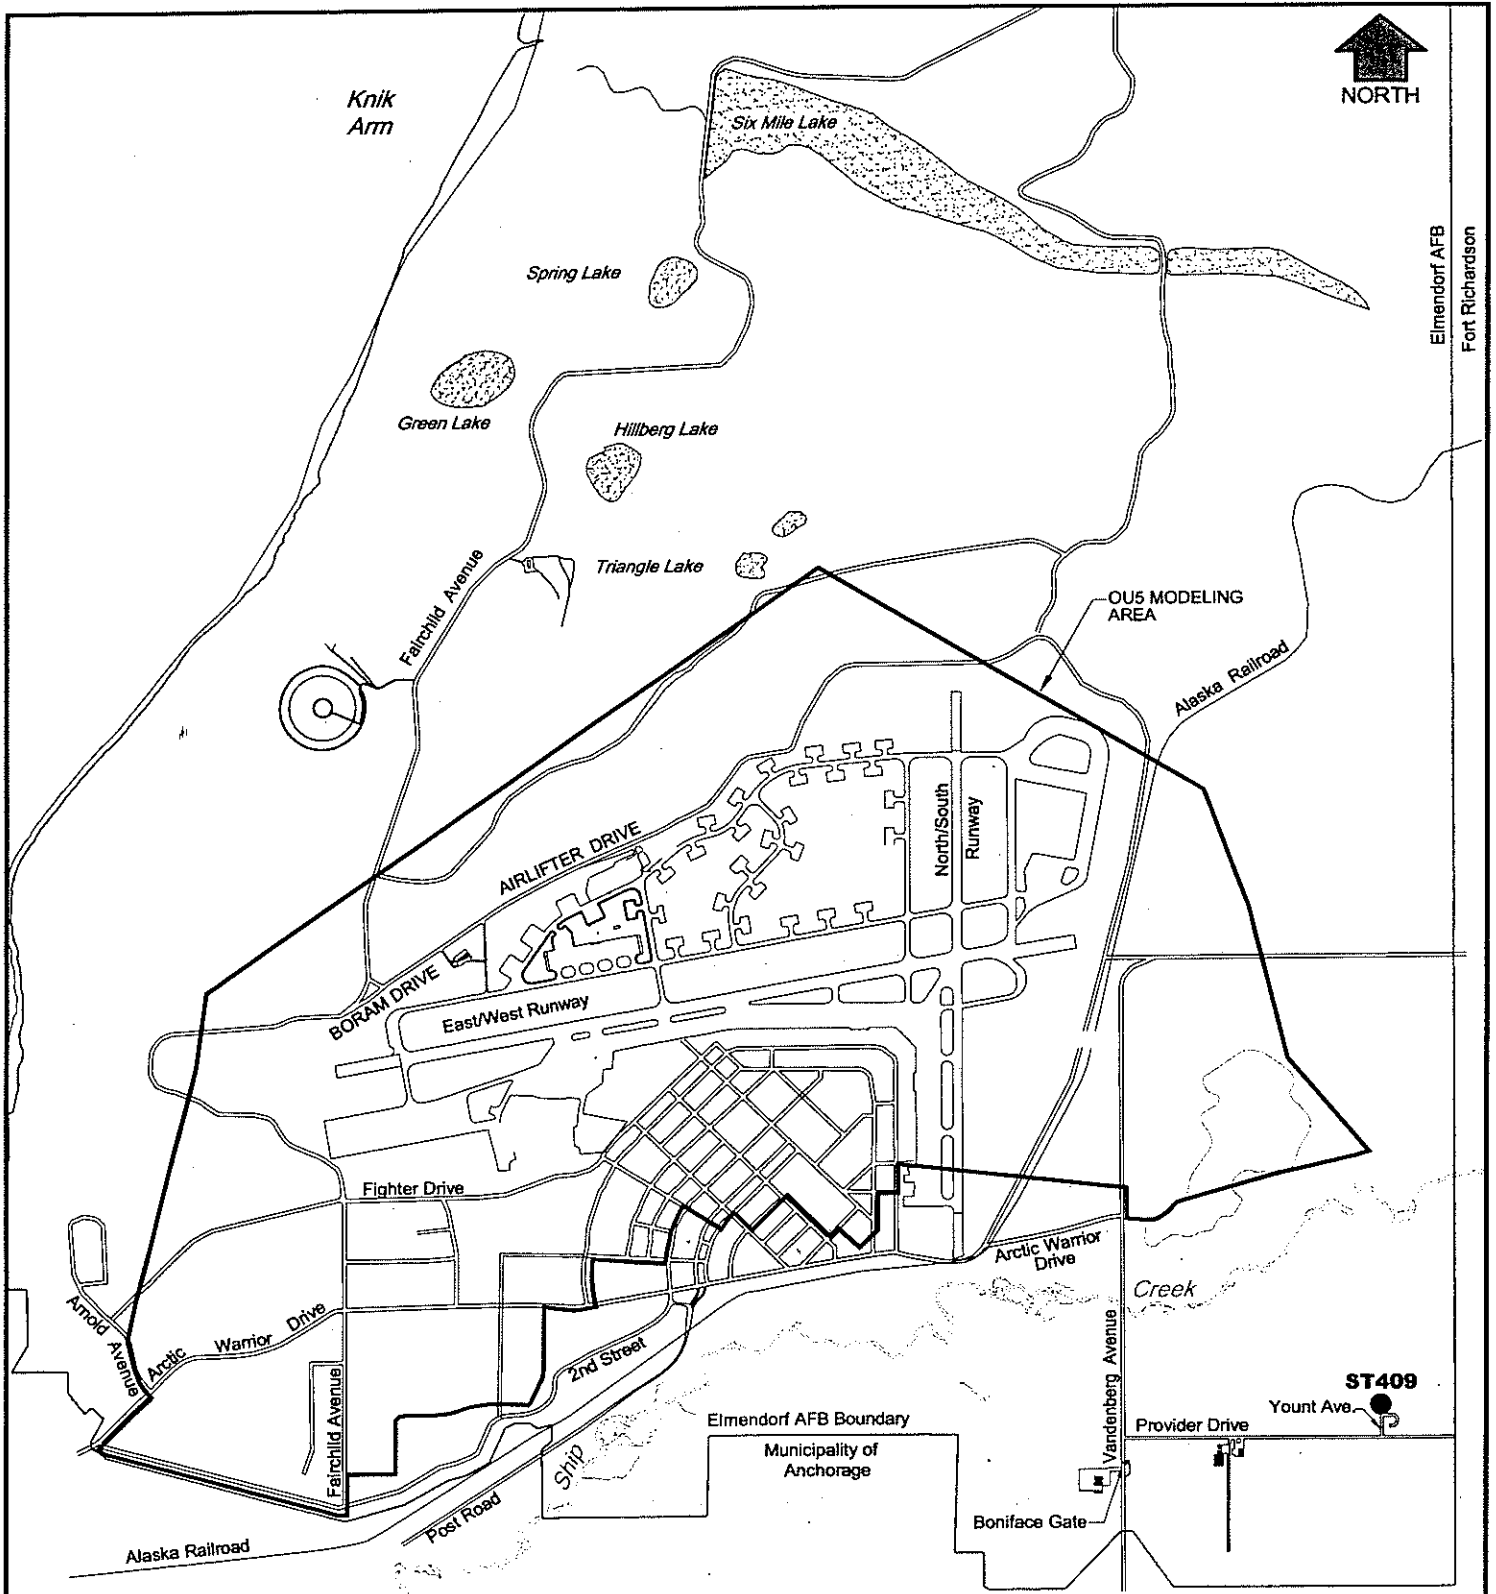 Knik
Arm
NORTH
Six Mile Lake
Elmendorf AFB
Fort Richardson
Spring Lake
Green Lake
Hillberg Lake
Triangle Lake
Fairchild Avenue
OU5 MODELING
AREA
Alaska Railroad
AIRLIFTER DRIVE
North/South
Runway
BORAM DRIVE
East/West Runway
Fighter Drive
Arctic Warrior
Drive
Creek
Arnold Avenue
Arctic Warrior Drive
2nd Street
Vandenberg Avenue
ST409
Yount Ave.
Provider Drive
Fairchild Avenue
Elmendorf AFB Boundary
Municipality of
Anchorage
Ship
Post Road
Boniface Gate
Alaska Railroad